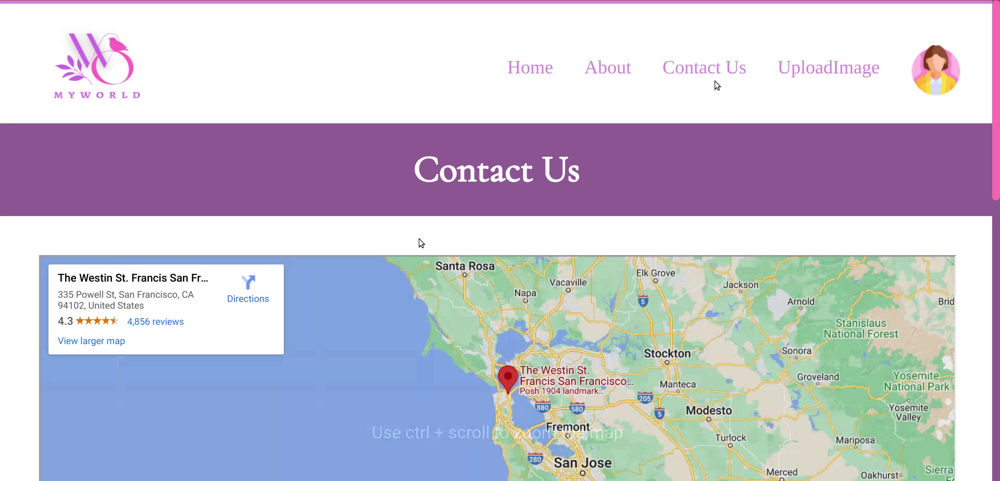 MYWORLD
Home About Contact Us UploadImage
Contact Us
The Westin St. Francis San Fr...
335 Powell St, San Francisco, CA
94102, United States
Directions
4.3 4,856 reviews
View larger map
Santa Rosa
Elk Grove
Vacaville
Jackson
Napa
5
Arnold
Brid
Stanislaus
National Forest
Stockton
Sonora
The Westin St.
Francis San Francisco...
Posh 1904 landmark...
Groveland
Yosemite
National Park
Manteca
205
880
580
5
Modesto
Yosemite
Valley
Fremont
Use ctrl + scroll to zoom the map
Turlock
Mariposa
280
San Jose
Merced
Oakhurst
Sierra